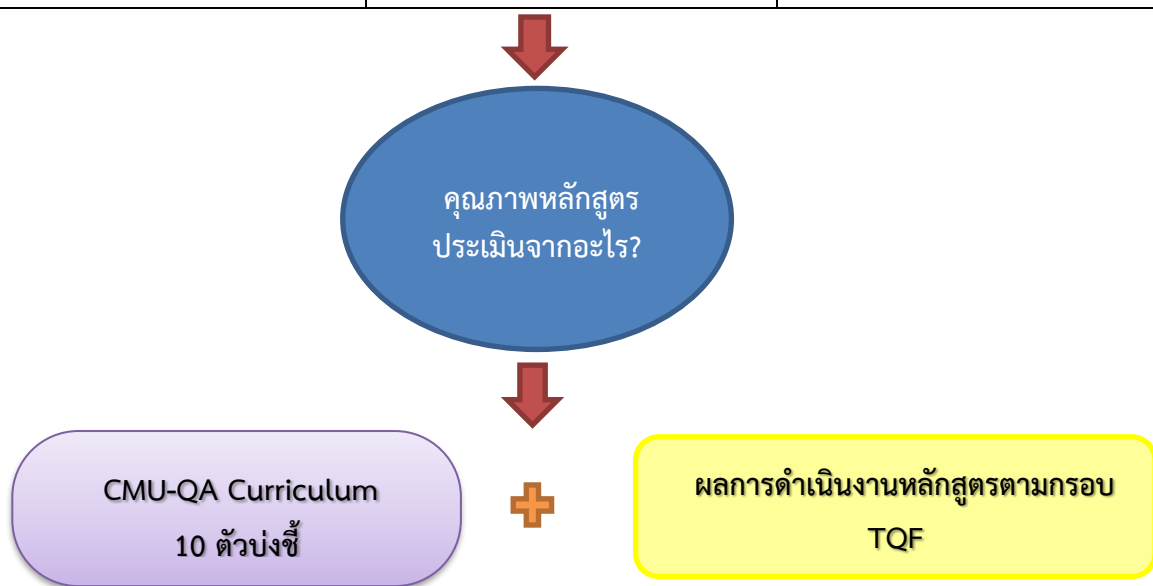 คุณภาพหลักสูตร
ประเมินจากอะไร?
CMU-QA Curriculum
10 ตัวบ่งชี้
ผลการดำเนินงานหลักสูตรตามกรอบ
TQF